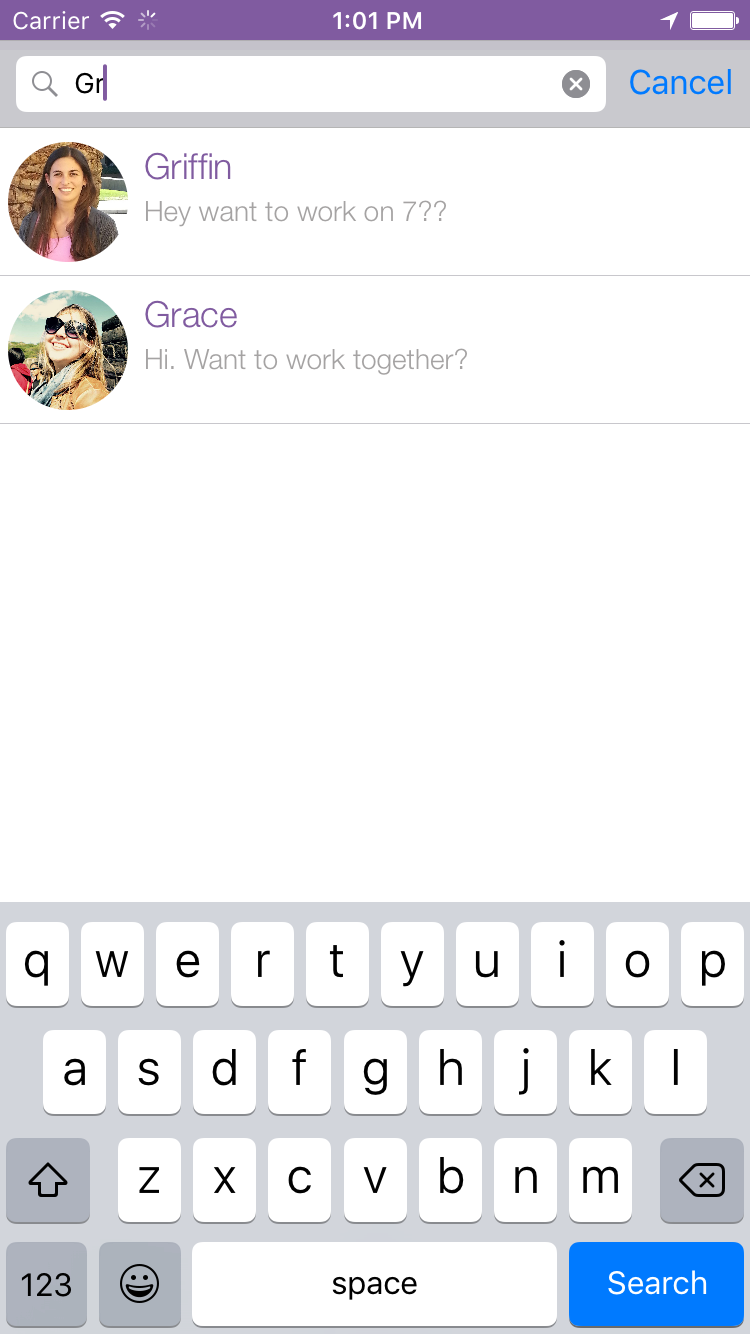 Carrier 1:01 PM
Gr Cancel
Griffin
Hey want to work on 7??
Grace
Hi. Want to work together?
q w e r t y u i o p
a s d f g h j k l
z x c v b n m
123 space Search